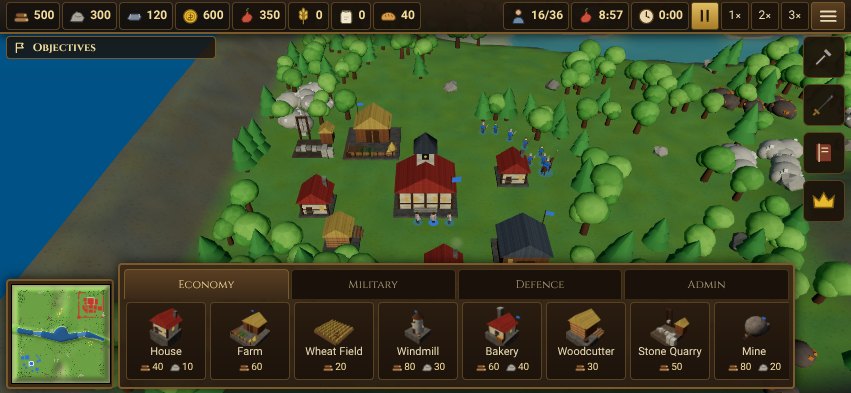 500 300 120 600 350 0 0 40 16/36 8:57 0:00 1× 2× 3×
OBJECTIVES
ECONOMY MILITARY DEFENCE ADMIN
House Farm Wheat Field Windmill Bakery Woodcutter Stone Quarry Mine
40 10 60 20 80 30 60 40 30 50 80 20